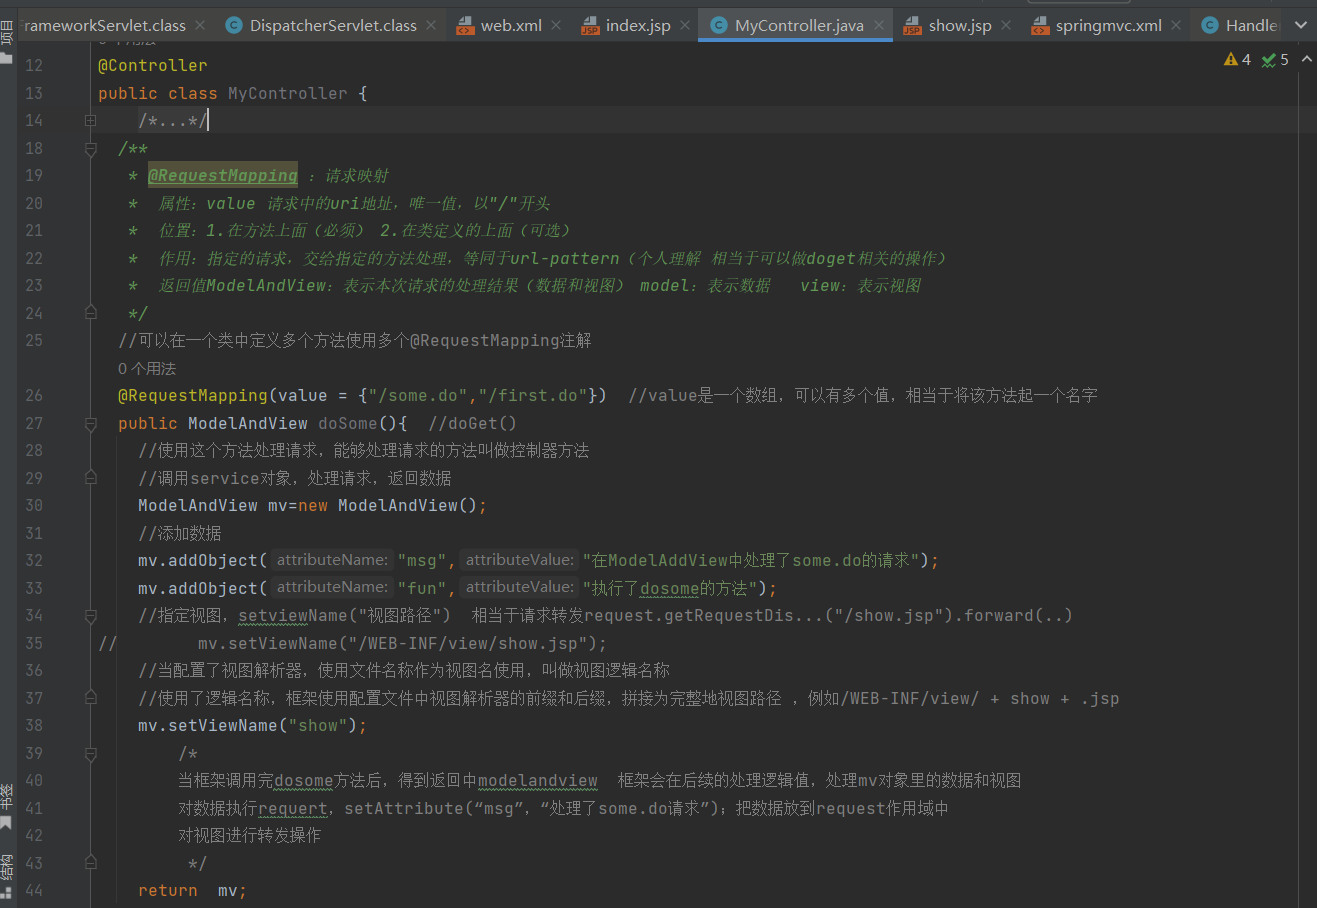 rameworkServlet.class
DispatcherServlet.class
web.xml
index.jsp
MyController.java
show.jsp
springmvc.xml
Handle
项目
4 5
12 @Controller
13 public class MyController {
14 /*...*/
18 /**
19 * @RequestMapping : 请求映射
20 * 属性：value 请求中的uri地址，唯一值，以"/"开头
21 * 位置：1.在方法上面（必须） 2.在类定义的上面（可选）
22 * 作用：指定的请求，交给指定的方法处理，等同于url-pattern（个人理解 相当于可以做doget相关的操作）
23 * 返回值ModelAndView：表示本次请求的处理结果（数据和视图） model：表示数据 view：表示视图
24 */
25 //可以在一个类中定义多个方法使用多个@RequestMapping注解
0 个用法
26 @RequestMapping(value = {"/some.do","/first.do"}) //value是一个数组，可以有多个值，相当于将该方法起一个名字
27 public ModelAndView doSome(){ //doGet()
28 //使用这个方法处理请求，能够处理请求的方法叫做控制器方法
29 //调用service对象，处理请求，返回数据
30 ModelAndView mv=new ModelAndView();
31 //添加数据
32 mv.addObject( attributeName: "msg", attributeValue: "在ModelAddView中处理了some.do的请求");
33 mv.addObject( attributeName: "fun", attributeValue: "执行了dosome的方法");
34 //指定视图，setviewName("视图路径") 相当于请求转发request.getRequestDis...("/show.jsp").forward(..)
35 // mv.setViewName("/WEB-INF/view/show.jsp");
36 //当配置了视图解析器，使用文件名称作为视图名使用，叫做视图逻辑名称
37 //使用了逻辑名称，框架使用配置文件中视图解析器的前缀和后缀，拼接为完整地视图路径 ，例如/WEB-INF/view/ + show + .jsp
38 mv.setViewName("show");
39 /*
40 当框架调用完dosome方法后，得到返回中modelandview 框架会在后续的处理逻辑值，处理mv对象里的数据和视图
41 对数据执行requert，setAttribute(“msg”，“处理了some.do请求”)；把数据放到request作用域中
42 对视图进行转发操作
43 */
44 return mv;
书签
结构